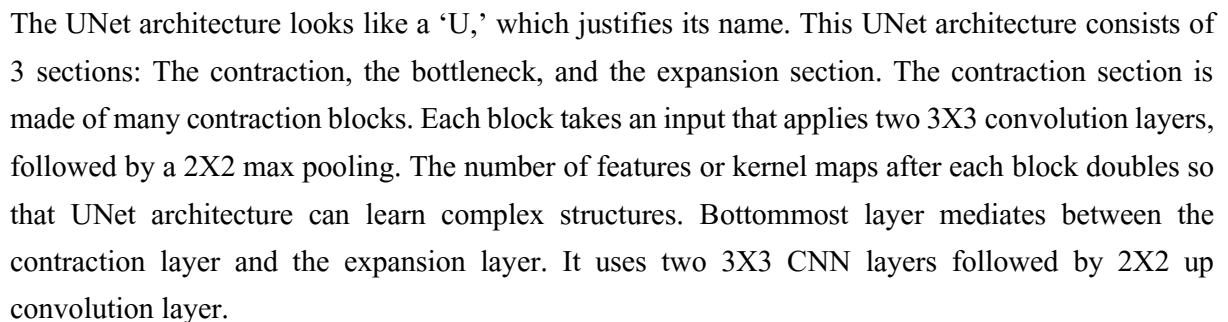 The UNet architecture looks like a ‘U,’ which justifies its name. This UNet architecture consists of
3 sections: The contraction, the bottleneck, and the expansion section. The contraction section is
made of many contraction blocks. Each block takes an input that applies two 3X3 convolution layers,
followed by a 2X2 max pooling. The number of features or kernel maps after each block doubles so
that UNet architecture can learn complex structures. Bottommost layer mediates between the
contraction layer and the expansion layer. It uses two 3X3 CNN layers followed by 2X2 up
convolution layer.